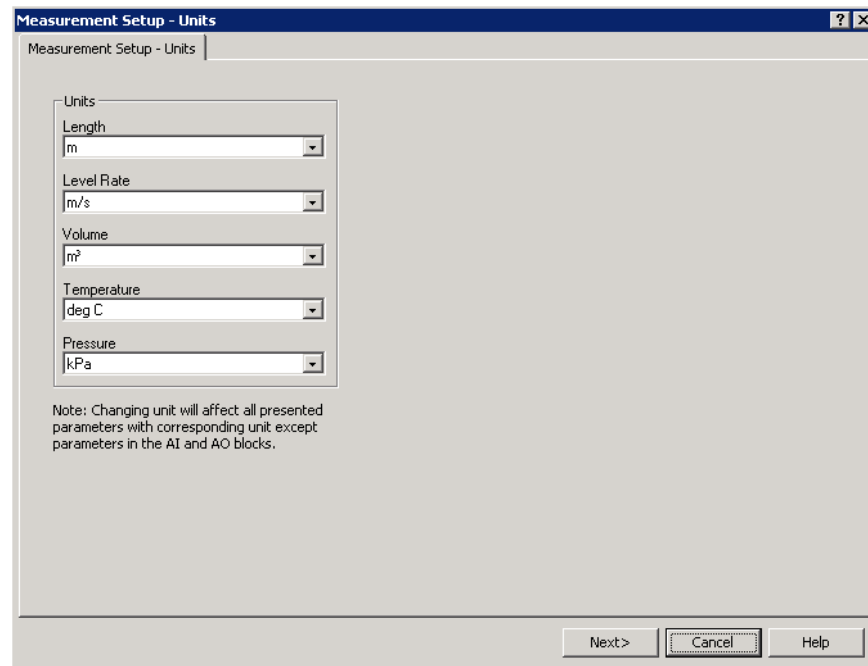 Measurement Setup - Units
Measurement Setup - Units
Units
Length
m
Level Rate
m/s
Volume
m³
Temperature
deg C
Pressure
kPa
Note: Changing unit will affect all presented
parameters with corresponding unit except
parameters in the AI and AO blocks.
Next> Cancel Help